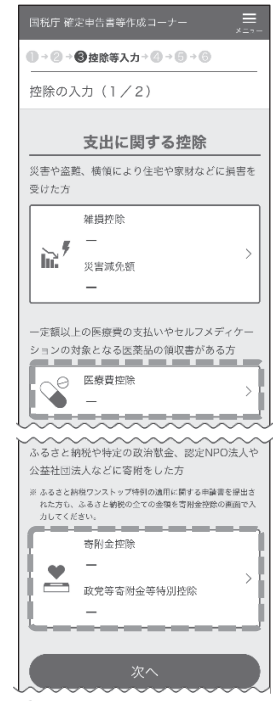 国税庁 確定申告書等作成コーナー
メニュー
❶→❷→❸控除等入力→❹→❺→❻
控除の入力（1／2）
支出に関する控除
災害や盗難、横領により住宅や家財などに損害を
受けた方
雑損控除
―
災害減免額
―
一定額以上の医療費の支払いやセルフメディケー
ションの対象となる医薬品の領収書がある方
医療費控除
―
ふるさと納税や特定の政治献金、認定NPO法人や
公益社団法人などに寄附をした方
※ ふるさと納税ワンストップ特例の適用に関する申請書を提出さ
れた方も、ふるさと納税の全ての金額を寄附金控除の画面で入
力してください。
寄附金控除
―
政党等寄附金等特別控除
―
次へ